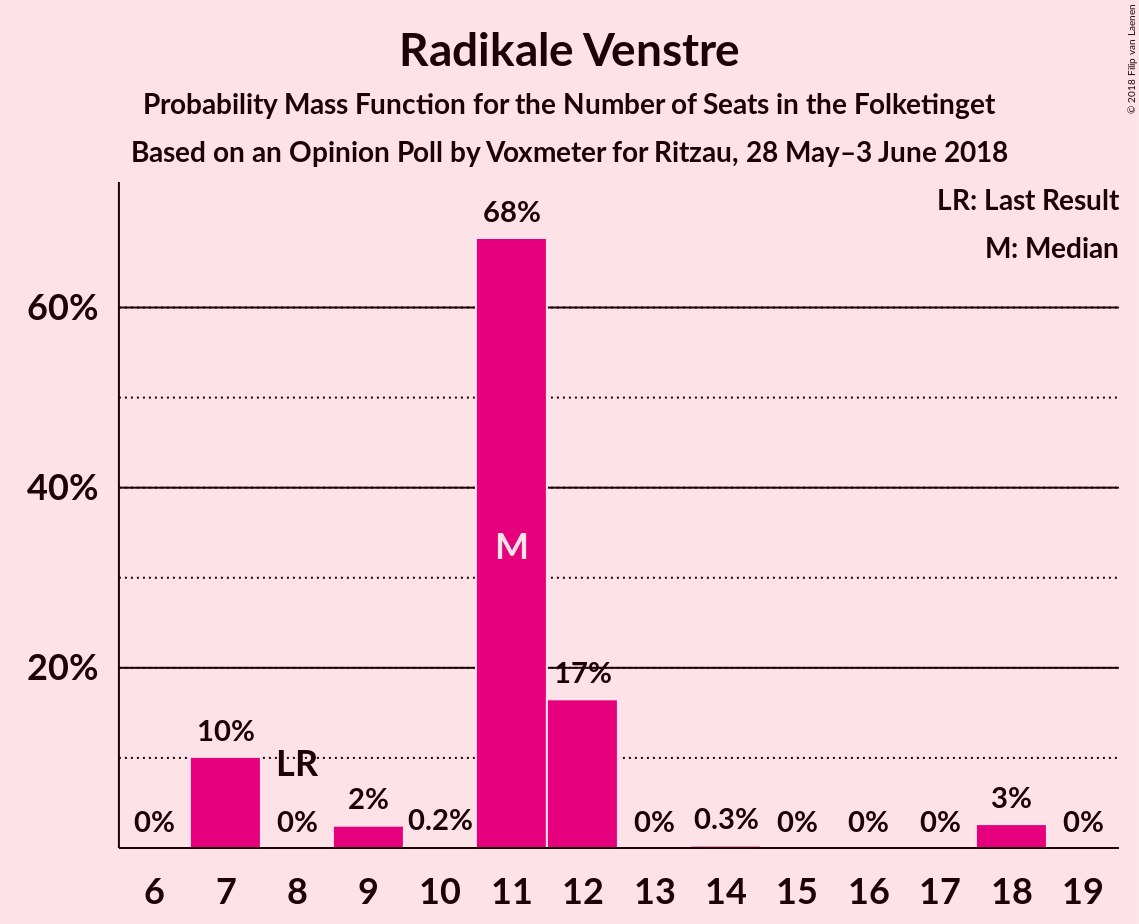 Radikale Venstre
Probability Mass Function for the Number of Seats in the Folketinget
Based on an Opinion Poll by Voxmeter for Ritzau, 28 May–3 June 2018
© 2018 Filip van Laenen
LR: Last Result
M: Median
60%
40%
20%
0%
10%
LR
0%
2%
0.2%
68%
M
17%
0%
0.3%
0%
0%
0%
3%
0%
6 7 8 9 10 11 12 13 14 15 16 17 18 19